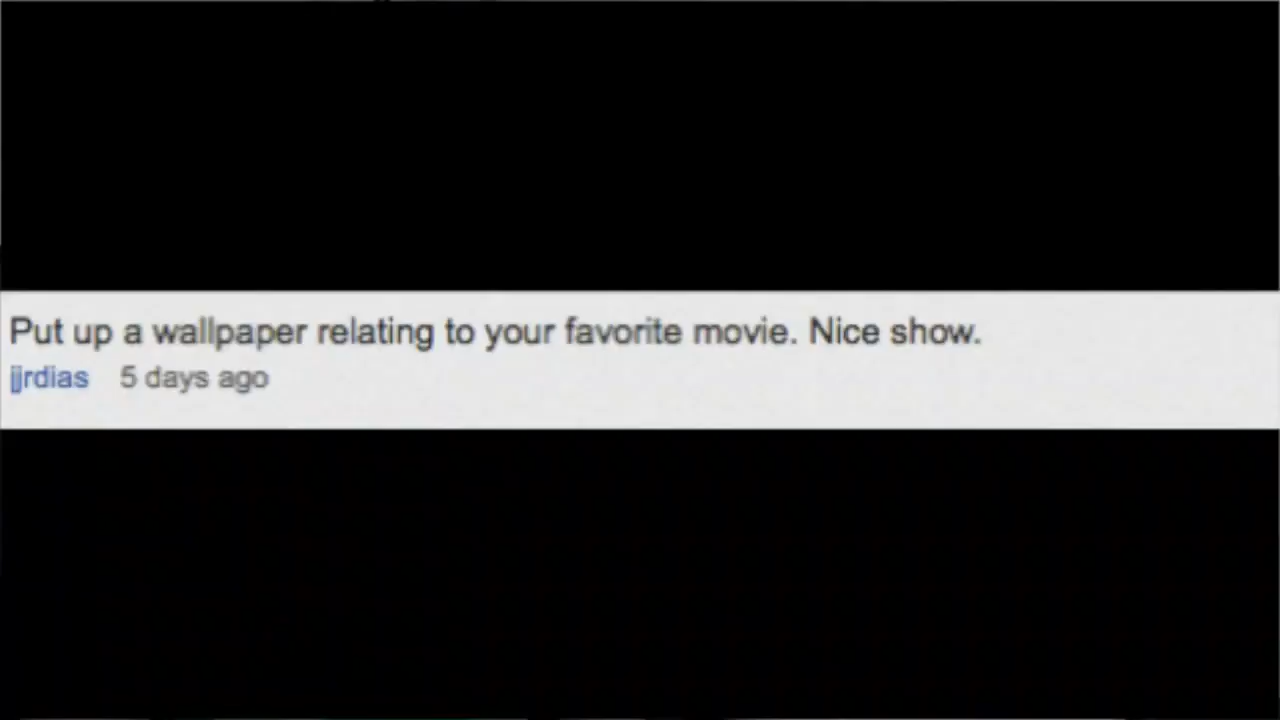 Put up a wallpaper relating to your favorite movie. Nice show.
jjrdias 5 days ago